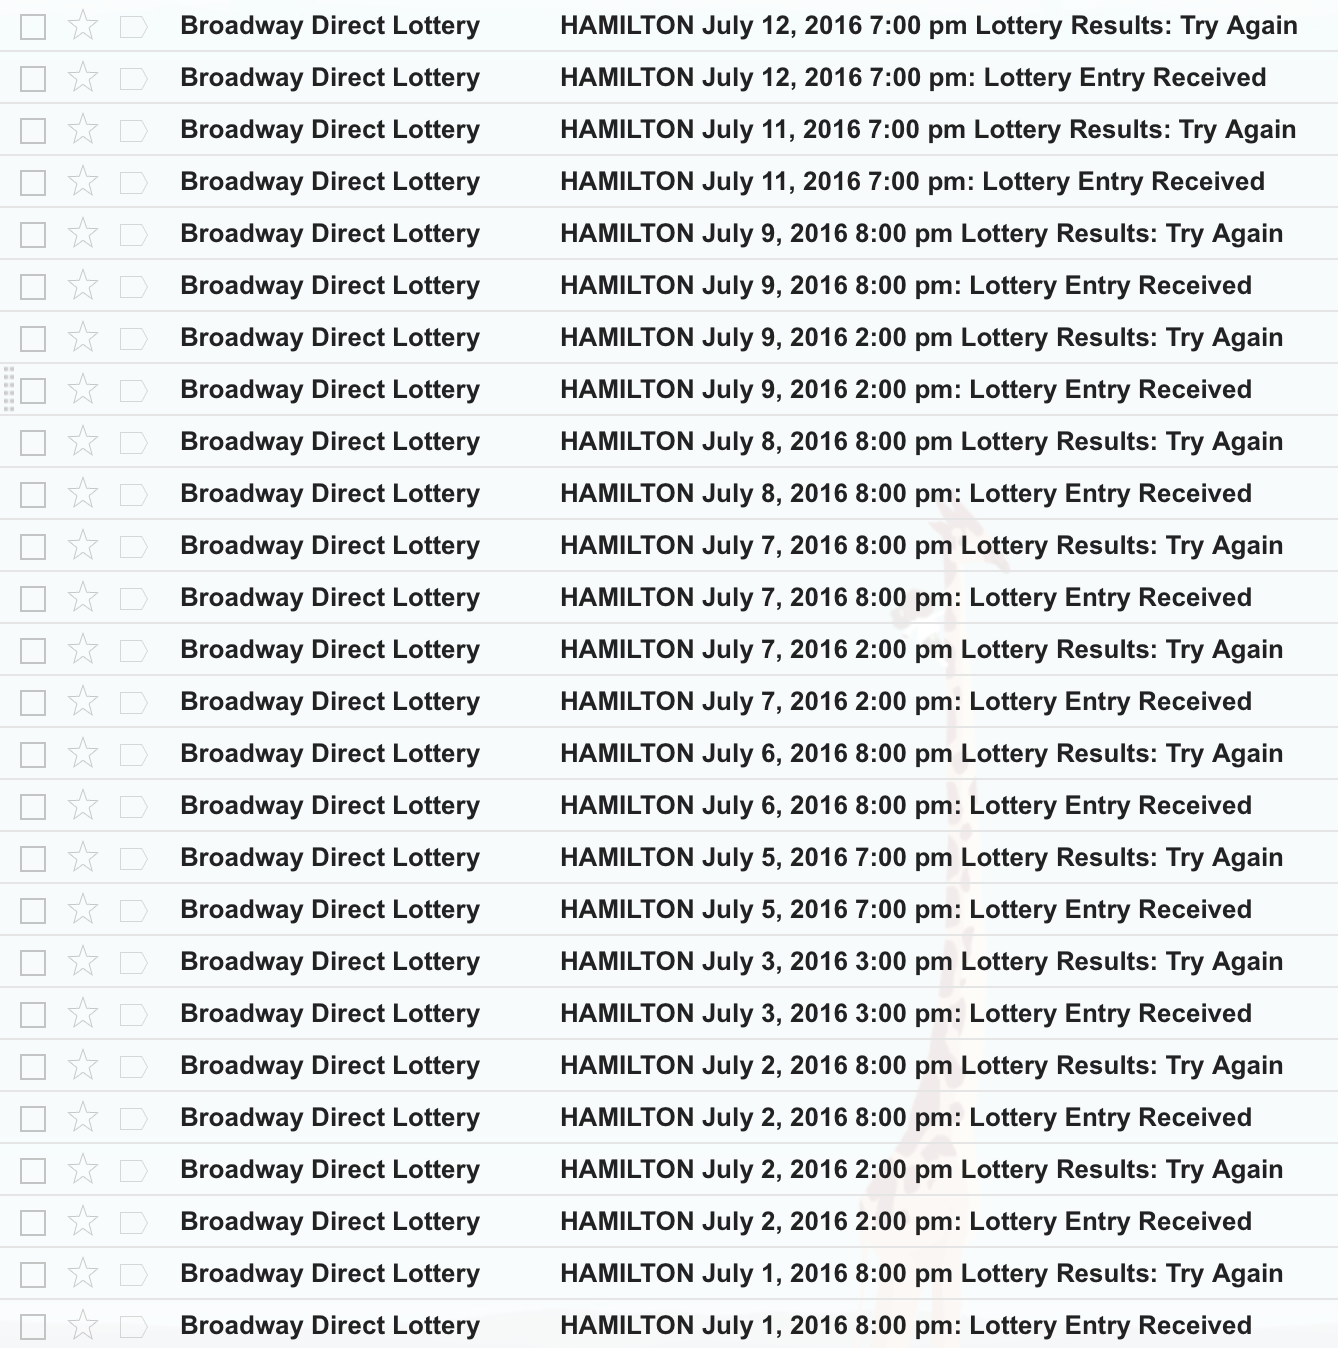 Broadway Direct Lottery HAMILTON July 12, 2016 7:00 pm Lottery Results: Try Again
Broadway Direct Lottery HAMILTON July 12, 2016 7:00 pm: Lottery Entry Received
Broadway Direct Lottery HAMILTON July 11, 2016 7:00 pm Lottery Results: Try Again
Broadway Direct Lottery HAMILTON July 11, 2016 7:00 pm: Lottery Entry Received
Broadway Direct Lottery HAMILTON July 9, 2016 8:00 pm Lottery Results: Try Again
Broadway Direct Lottery HAMILTON July 9, 2016 8:00 pm: Lottery Entry Received
Broadway Direct Lottery HAMILTON July 9, 2016 2:00 pm Lottery Results: Try Again
Broadway Direct Lottery HAMILTON July 9, 2016 2:00 pm: Lottery Entry Received
Broadway Direct Lottery HAMILTON July 8, 2016 8:00 pm Lottery Results: Try Again
Broadway Direct Lottery HAMILTON July 8, 2016 8:00 pm: Lottery Entry Received
Broadway Direct Lottery HAMILTON July 7, 2016 8:00 pm Lottery Results: Try Again
Broadway Direct Lottery HAMILTON July 7, 2016 8:00 pm: Lottery Entry Received
Broadway Direct Lottery HAMILTON July 7, 2016 2:00 pm Lottery Results: Try Again
Broadway Direct Lottery HAMILTON July 7, 2016 2:00 pm: Lottery Entry Received
Broadway Direct Lottery HAMILTON July 6, 2016 8:00 pm Lottery Results: Try Again
Broadway Direct Lottery HAMILTON July 6, 2016 8:00 pm: Lottery Entry Received
Broadway Direct Lottery HAMILTON July 5, 2016 7:00 pm Lottery Results: Try Again
Broadway Direct Lottery HAMILTON July 5, 2016 7:00 pm: Lottery Entry Received
Broadway Direct Lottery HAMILTON July 3, 2016 3:00 pm Lottery Results: Try Again
Broadway Direct Lottery HAMILTON July 3, 2016 3:00 pm: Lottery Entry Received
Broadway Direct Lottery HAMILTON July 2, 2016 8:00 pm Lottery Results: Try Again
Broadway Direct Lottery HAMILTON July 2, 2016 8:00 pm: Lottery Entry Received
Broadway Direct Lottery HAMILTON July 2, 2016 2:00 pm Lottery Results: Try Again
Broadway Direct Lottery HAMILTON July 2, 2016 2:00 pm: Lottery Entry Received
Broadway Direct Lottery HAMILTON July 1, 2016 8:00 pm Lottery Results: Try Again
Broadway Direct Lottery HAMILTON July 1, 2016 8:00 pm: Lottery Entry Received